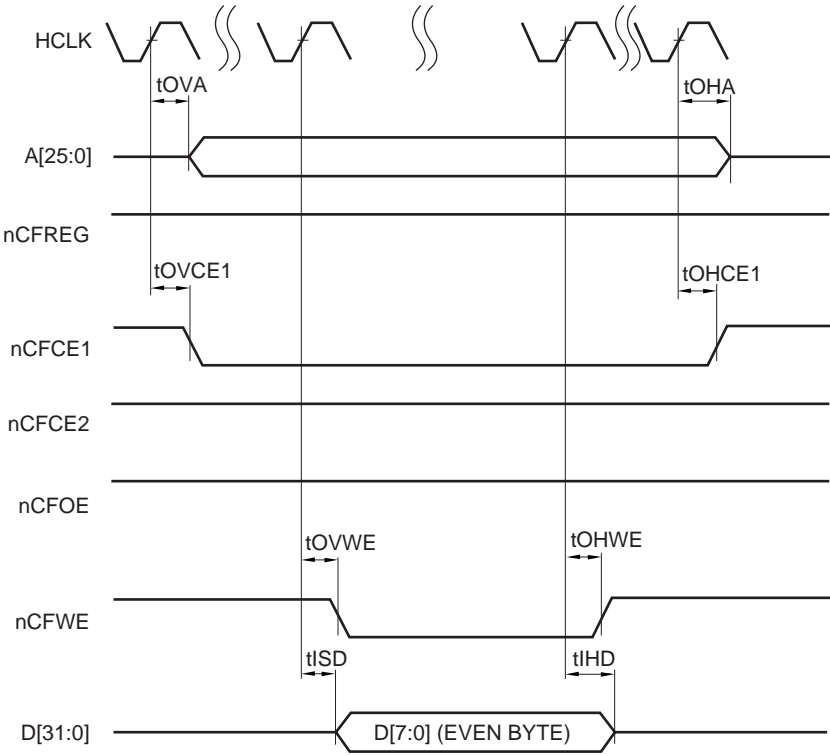 HCLK
tOVA
tOHA
A[25:0]
nCFREG
tOVCE1
tOHCE1
nCFCE1
nCFCE2
nCFOE
tOVWE
tOHWE
nCFWE
tISD
tIHD
D[31:0]
D[7:0] (EVEN BYTE)